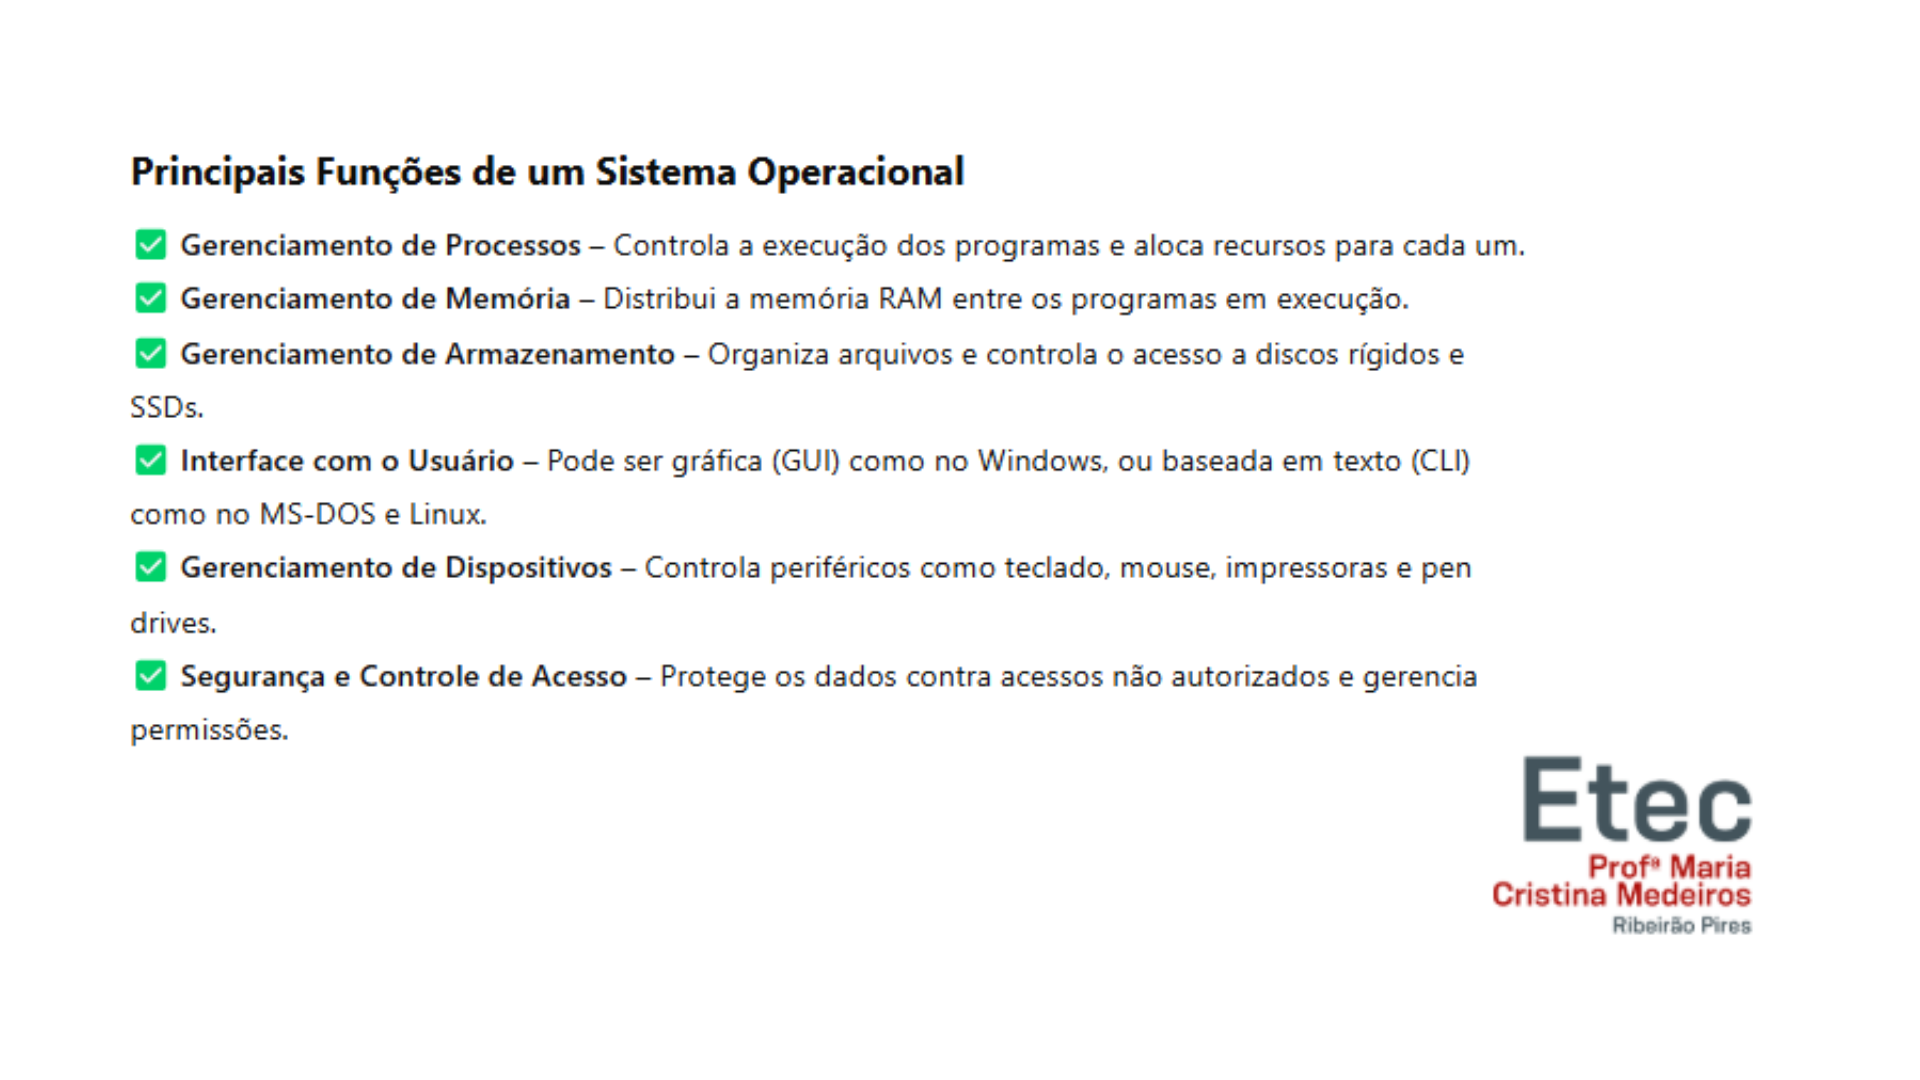 Principais Funções de um Sistema Operacional
✅ Gerenciamento de Processos – Controla a execução dos programas e aloca recursos para cada um.
✅ Gerenciamento de Memória – Distribui a memória RAM entre os programas em execução.
✅ Gerenciamento de Armazenamento – Organiza arquivos e controla o acesso a discos rígidos e
SSDs.
✅ Interface com o Usuário – Pode ser gráfica (GUI) como no Windows, ou baseada em texto (CLI)
como no MS-DOS e Linux.
✅ Gerenciamento de Dispositivos – Controla periféricos como teclado, mouse, impressoras e pen
drives.
✅ Segurança e Controle de Acesso – Protege os dados contra acessos não autorizados e gerencia
permissões.
Etec
Profª Maria
Cristina Medeiros
Ribeirão Pires